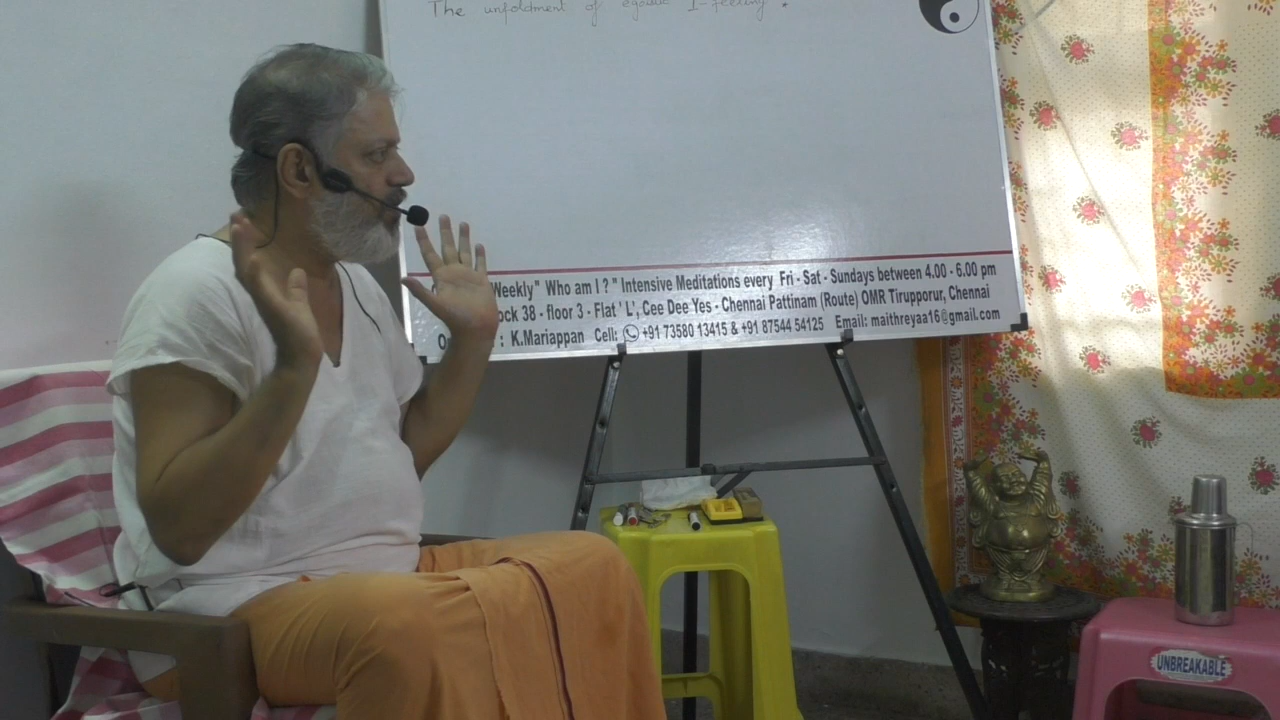 The unfoldment of egoistic I-feeling.
Weekly" Who am I ? " Intensive Meditations every Fri - Sat - Sundays between 4.00 - 6.00 pm
ock 38 - floor 3 - Flat ' L', Cee Dee Yes - Chennai Pattinam (Route) OMR Tirupporur, Chennai
: K.Mariappan Cell: +91 73580 13415 & +91 87544 54125 Email: maithreyaa16@gmail.com
UNBREAKABLE